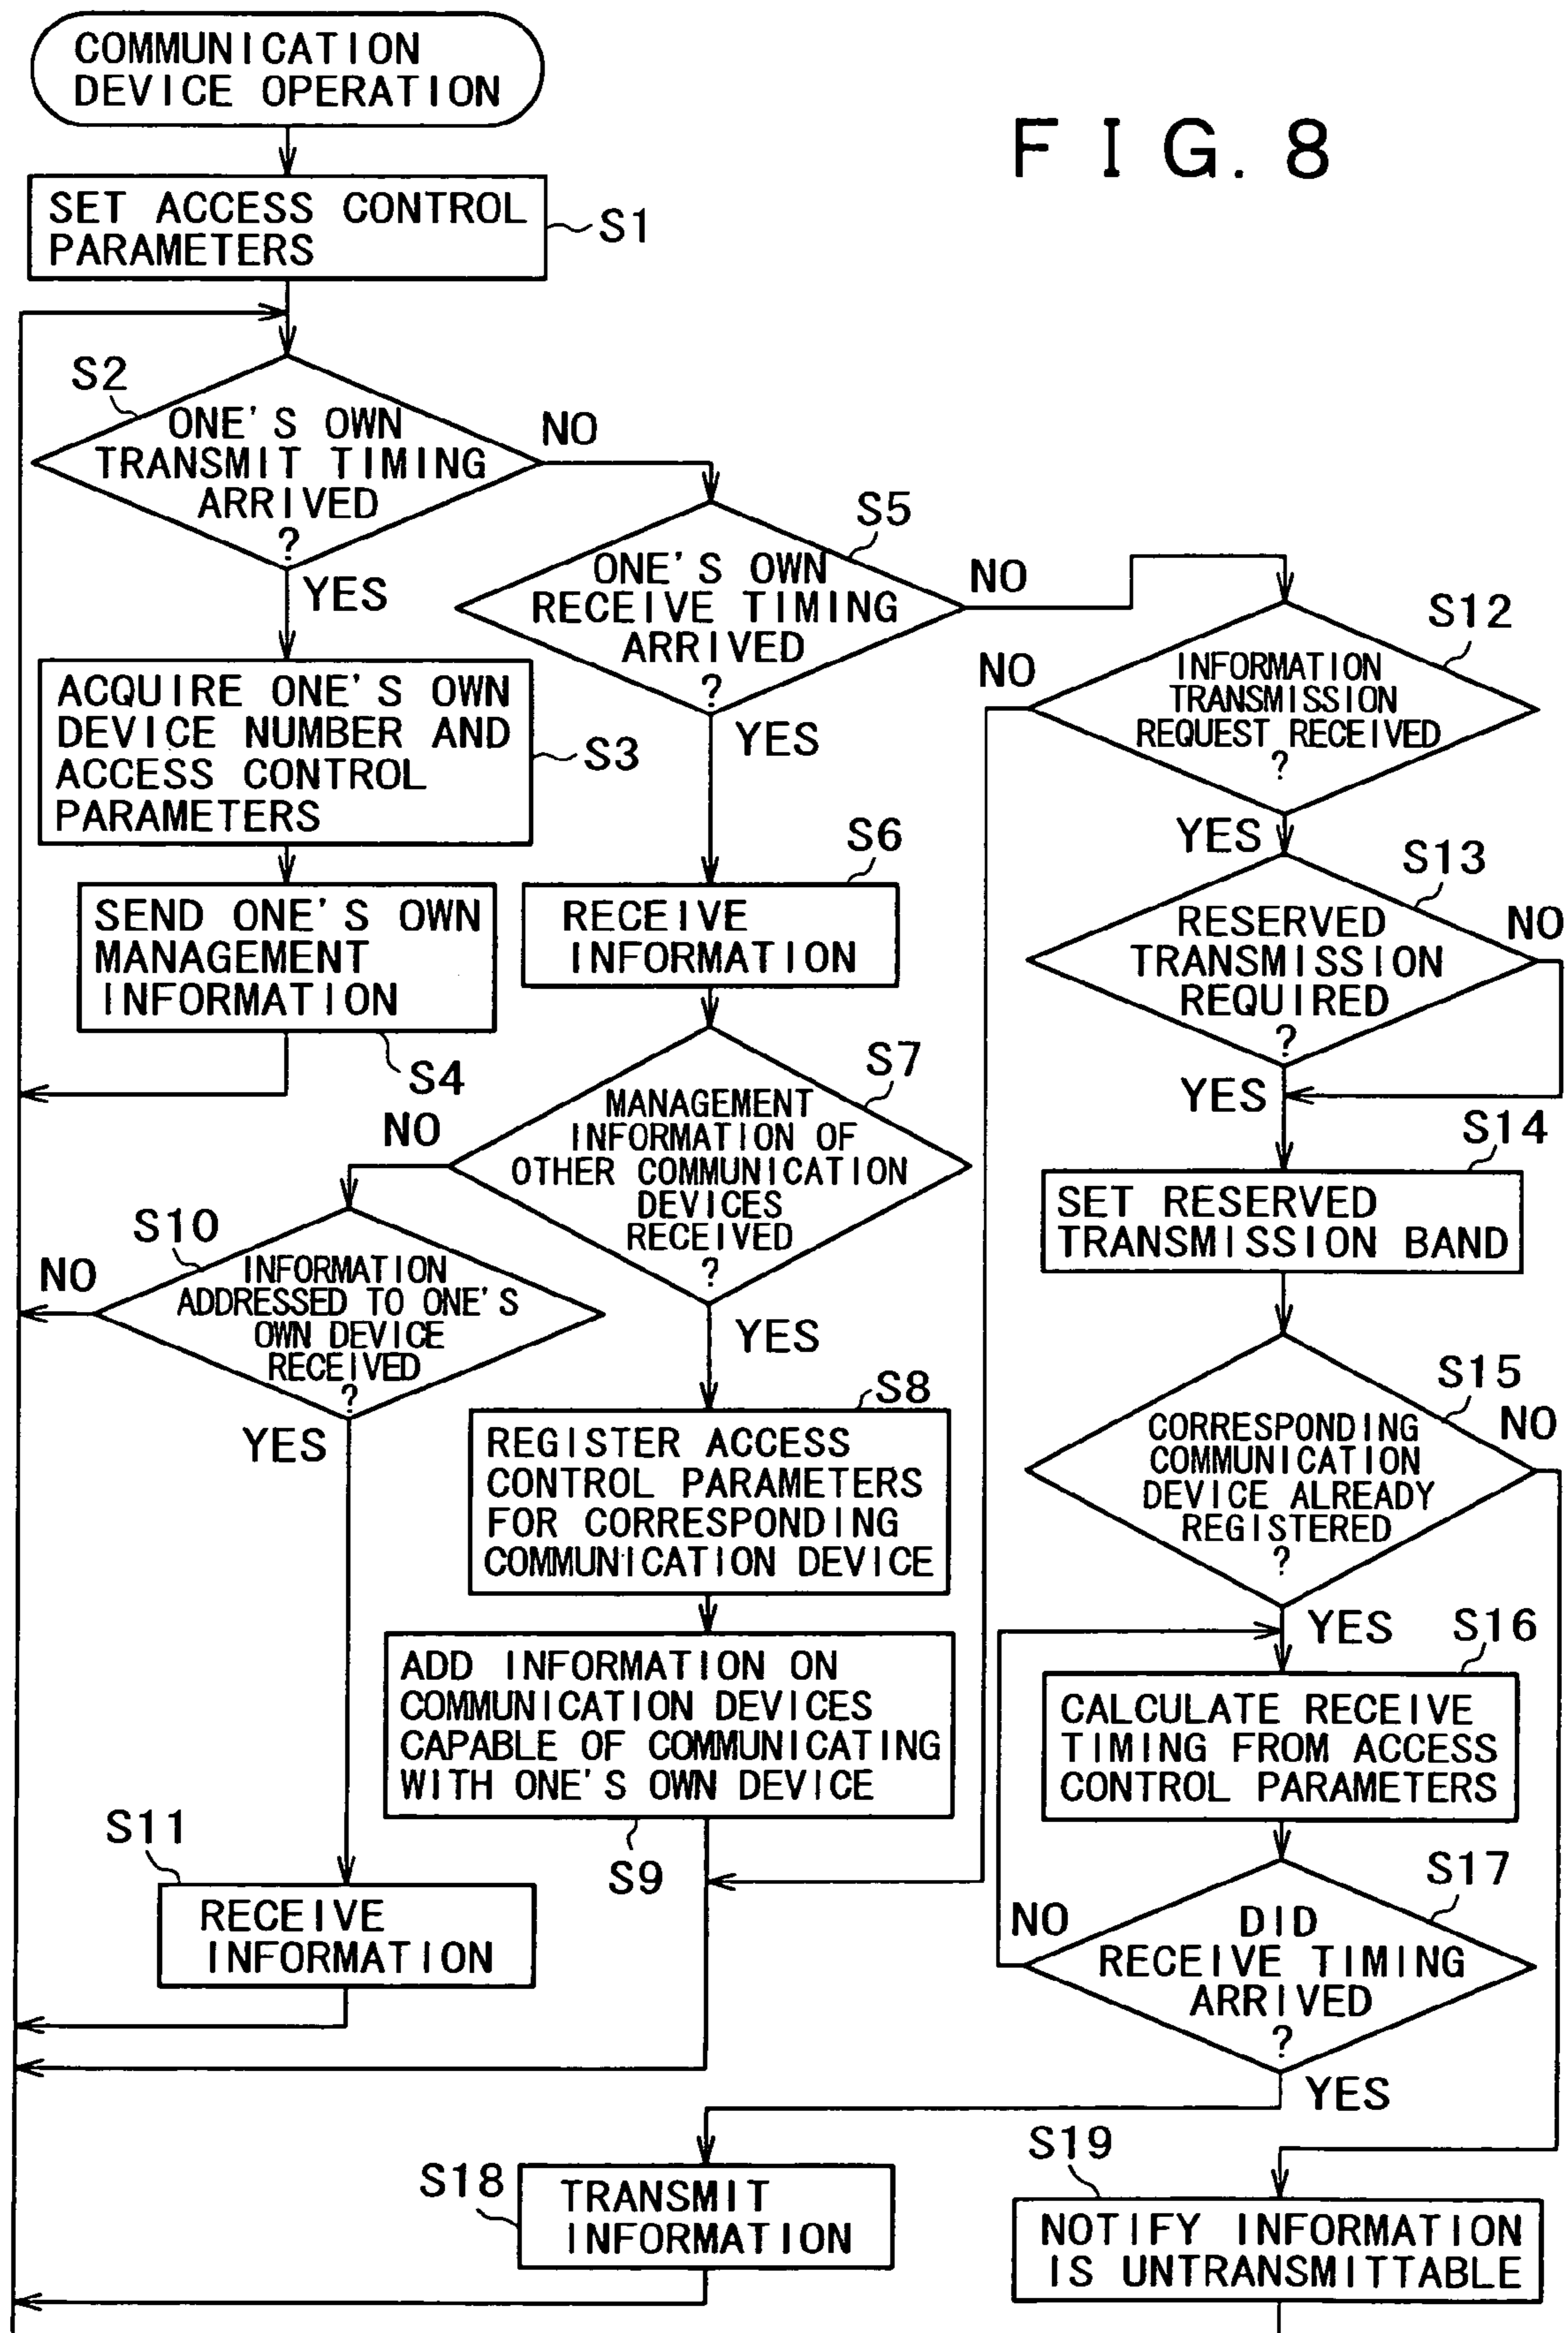 COMMUNICATION
DEVICE OPERATION
FIG. 8
SET ACCESS CONTROL
PARAMETERS
S1
S2
ONE'S OWN
TRANSMIT TIMING
ARRIVED
?
NO
YES
S5
ONE'S OWN
RECEIVE TIMING
ARRIVED
?
NO
YES
ACQUIRE ONE'S OWN
DEVICE NUMBER AND
ACCESS CONTROL
PARAMETERS
S3
SEND ONE'S OWN
MANAGEMENT
INFORMATION
S4
S6
RECEIVE
INFORMATION
S7
MANAGEMENT
INFORMATION OF
OTHER COMMUNICATION
DEVICES
RECEIVED
?
NO
YES
S10
INFORMATION
ADDRESSED TO ONE'S
OWN DEVICE
RECEIVED
?
NO
YES
S8
REGISTER ACCESS
CONTROL PARAMETERS
FOR CORRESPONDING
COMMUNICATION DEVICE
ADD INFORMATION ON
COMMUNICATION DEVICES
CAPABLE OF COMMUNICATING
WITH ONE'S OWN DEVICE
S9
S11
RECEIVE
INFORMATION
S12
INFORMATION
TRANSMISSION
REQUEST RECEIVED
?
NO
YES
S13
RESERVED
TRANSMISSION
REQUIRED
?
NO
YES
S14
SET RESERVED
TRANSMISSION BAND
S15
CORRESPONDING
COMMUNICATION
DEVICE ALREADY
REGISTERED
?
NO
YES
S16
CALCULATE RECEIVE
TIMING FROM ACCESS
CONTROL PARAMETERS
S17
DID
RECEIVE TIMING
ARRIVED
?
NO
YES
S18
TRANSMIT
INFORMATION
S19
NOTIFY INFORMATION
IS UNTRANSMITTABLE